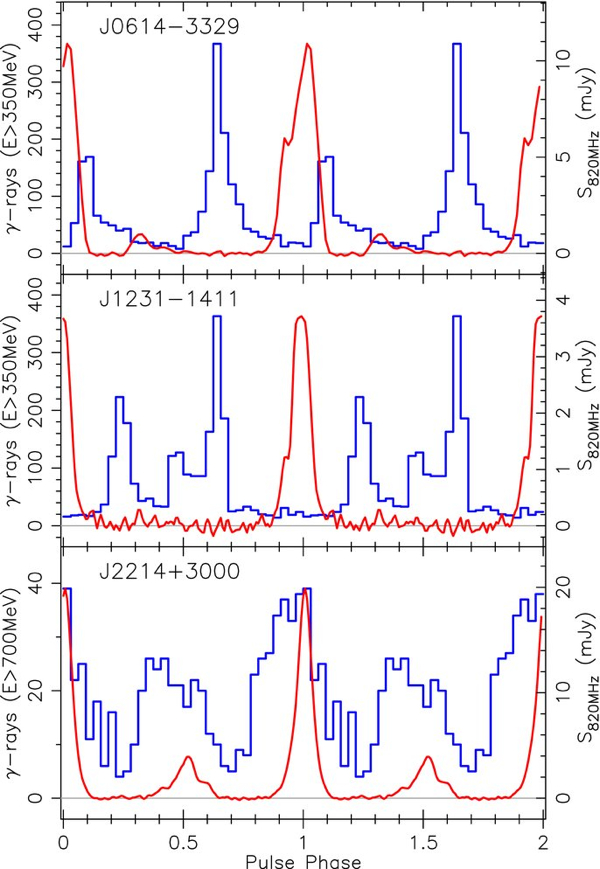 J0614−3329
γ−rays (E>350MeV)
0
100
200
300
400
S820MHz (mJy)
0
5
10
J1231−1411
γ−rays (E>350MeV)
0
100
200
300
400
S820MHz (mJy)
0
1
2
3
4
J2214+3000
γ−rays (E>700MeV)
0
20
40
S820MHz (mJy)
0
10
20
0 0.5 1 1.5 2
Pulse Phase